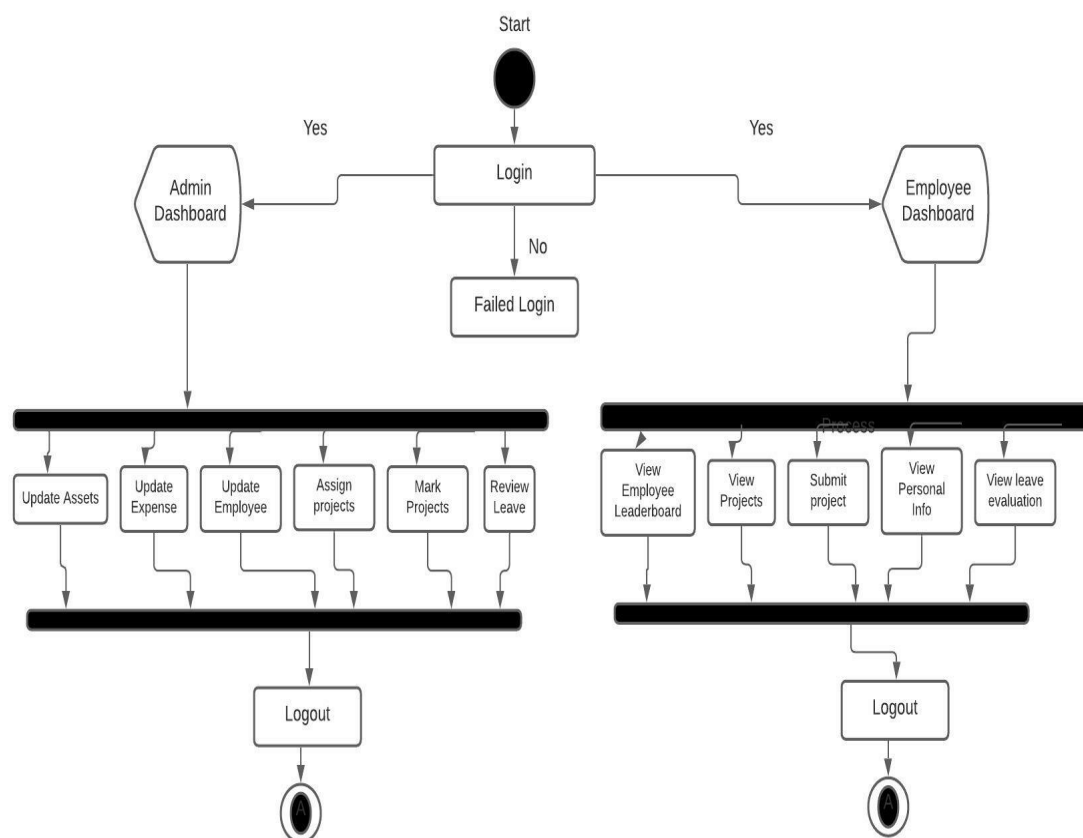 Start
Yes
Yes
Login
Admin
Dashboard
Employee
Dashboard
No
Failed Login
Process
Update Assets
Update
Expense
Update
Employee
Assign
projects
Mark
Projects
Review
Leave
View
Employee
Leaderboard
View
Projects
Submit
project
View
Personal
Info
View leave
evaluation
Logout
Logout
A
A